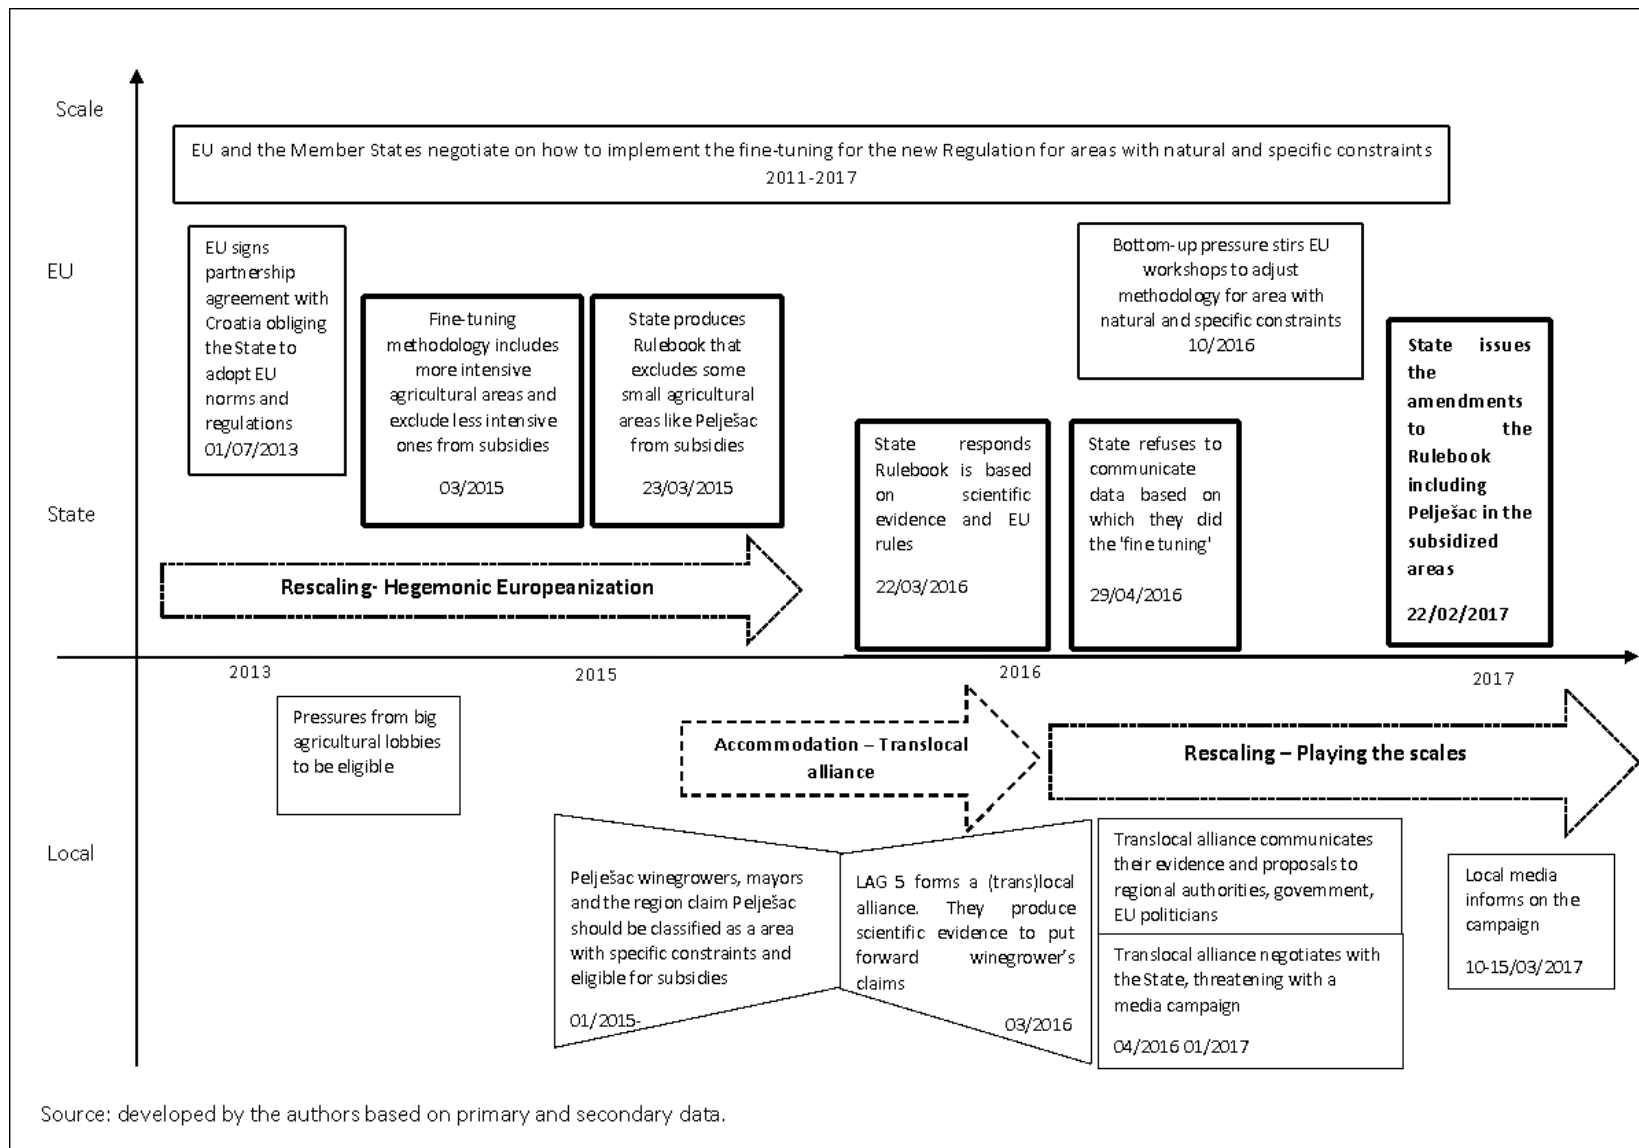 Scale
EU and the Member States negotiate on how to implement the fine-tuning for the new Regulation for areas with natural and specific constraints
2011-2017
EU
EU signs
partnership
agreement with
Croatia obliging
the State to
adopt EU
norms and
regulations
01/07/2013
Fine-tuning
methodology includes
more intensive
agricultural areas and
exclude less intensive
ones from subsidies
03/2015
State produces
Rulebook that
excludes some
small agricultural
areas like Pelješac
from subsidies
23/03/2015
Bottom-up pressure stirs EU
workshops to adjust
methodology for area with
natural and specific constraints
10/2016
State issues
the
amendments
to the
Rulebook
including
Pelješac in the
subsidized
areas
22/02/2017
State
State responds
Rulebook is based
on scientific
evidence and EU
rules
22/03/2016
State refuses to
communicate
data based on
which they did
the 'fine tuning'
29/04/2016
Rescaling- Hegemonic Europeanization
2013
2015
2016
2017
Pressures from big
agricultural lobbies
to be eligible
Accommodation – Translocal
alliance
Rescaling – Playing the scales
Local
Pelješac winegrowers, mayors
and the region claim Pelješac
should be classified as a area
with specific constraints and
eligible for subsidies
01/2015-
LAG 5 forms a (trans)local
alliance. They produce
scientific evidence to put
forward winegrower’s
claims
03/2016
Translocal alliance communicates
their evidence and proposals to
regional authorities, government,
EU politicians
Translocal alliance negotiates with
the State, threatening with a
media campaign
04/2016 01/2017
Local media
informs on the
campaign
10-15/03/2017
Source: developed by the authors based on primary and secondary data.